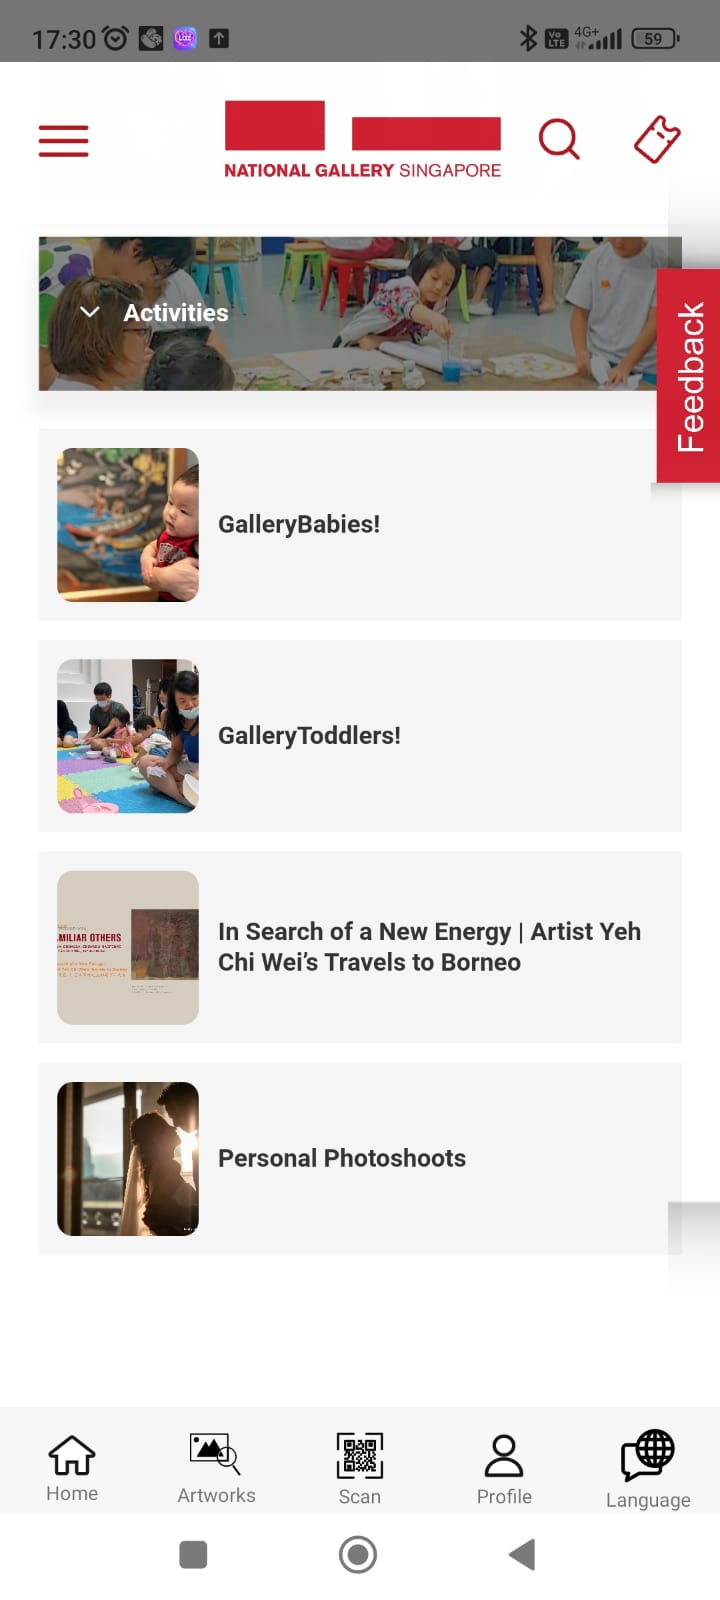 17:30
4G+
59
NATIONAL GALLERY SINGAPORE
Activities
Feedback
GalleryBabies!
GalleryToddlers!
MILIAR OTHERS
In Search of a New Energy | Artist Yeh
Chi Wei’s Travels to Borneo
Personal Photoshoots
Home
Artworks
Scan
Profile
Language